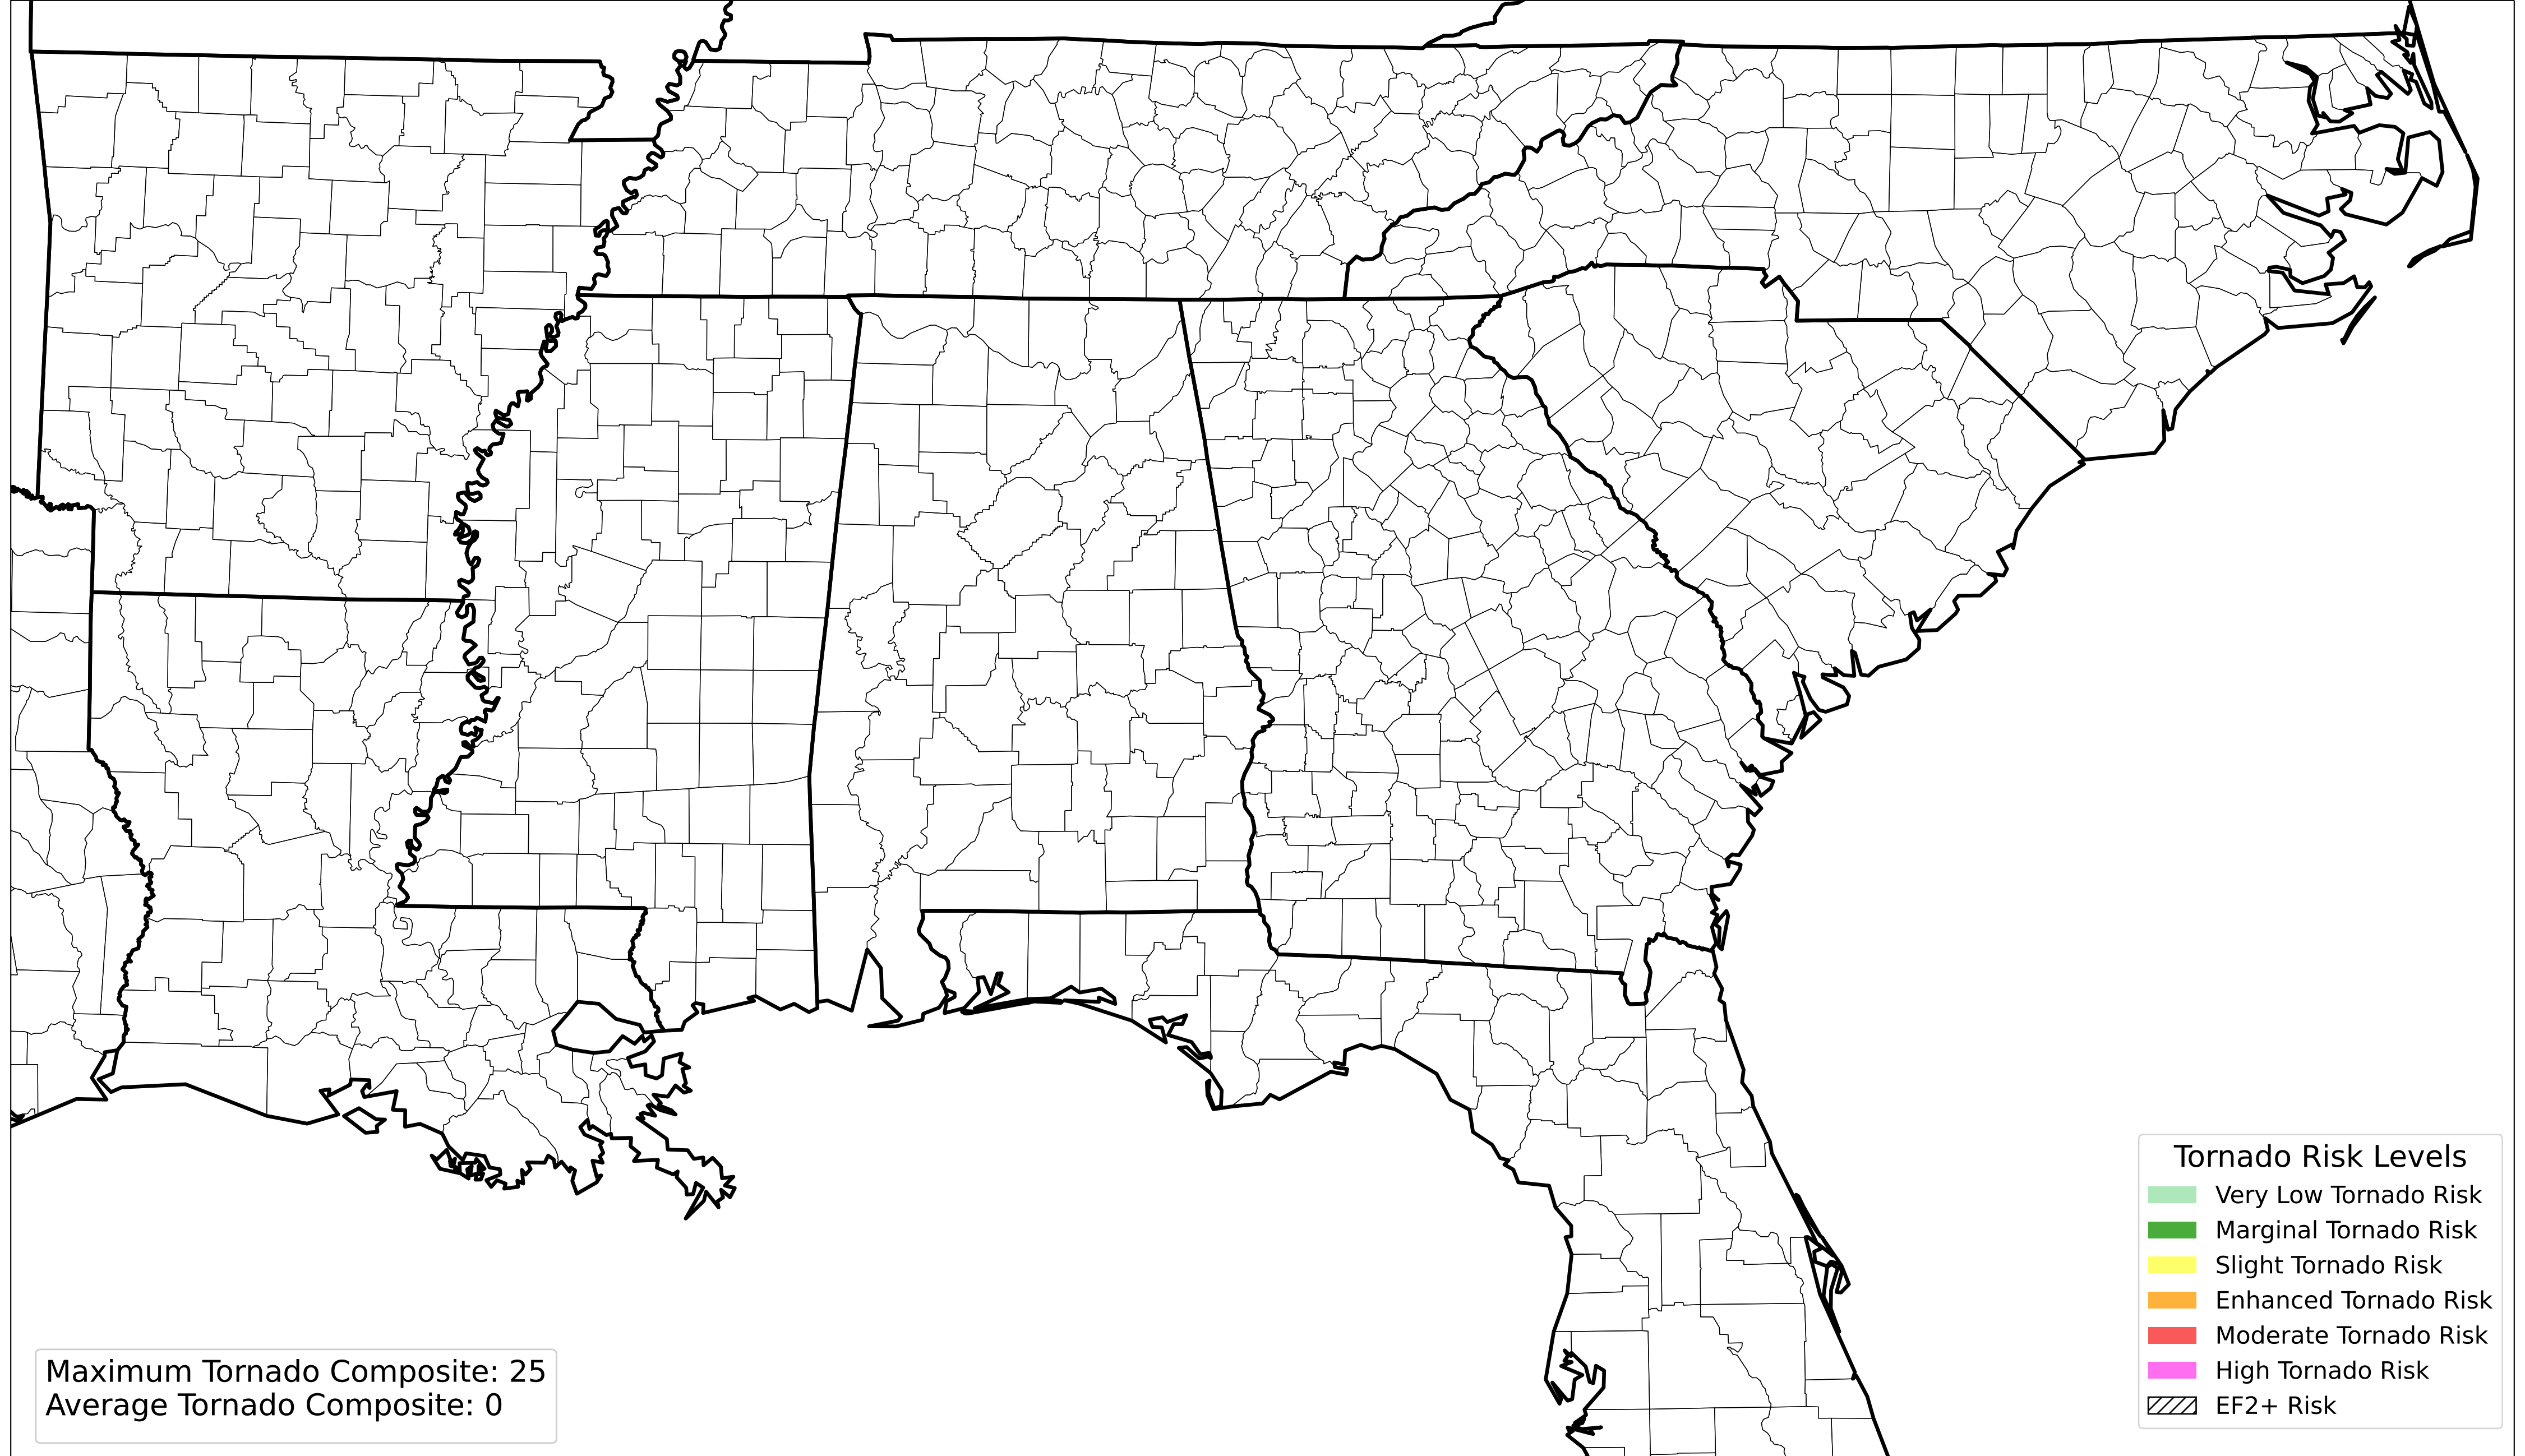 Maximum Tornado Composite: 25
Average Tornado Composite: 0
Tornado Risk Levels
Very Low Tornado Risk
Marginal Tornado Risk
Slight Tornado Risk
Enhanced Tornado Risk
Moderate Tornado Risk
High Tornado Risk
EF2+ Risk